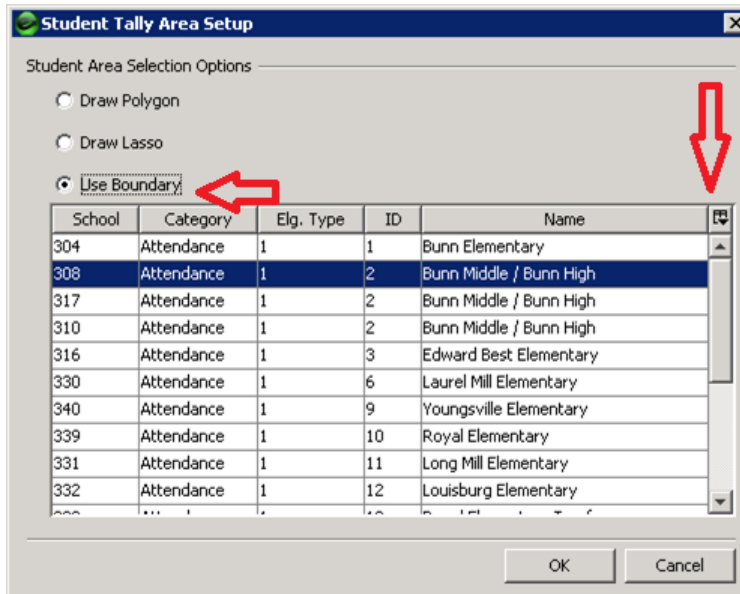 Student Tally Area Setup
Student Area Selection Options
Draw Polygon
Draw Lasso
Use Boundary
School Category Elg. Type ID Name
304 Attendance 1 1 Bunn Elementary
308 Attendance 1 2 Bunn Middle / Bunn High
317 Attendance 1 2 Bunn Middle / Bunn High
310 Attendance 1 2 Bunn Middle / Bunn High
316 Attendance 1 3 Edward Best Elementary
330 Attendance 1 6 Laurel Mill Elementary
340 Attendance 1 9 Youngsville Elementary
339 Attendance 1 10 Royal Elementary
331 Attendance 1 11 Long Mill Elementary
332 Attendance 1 12 Louisburg Elementary
OK Cancel